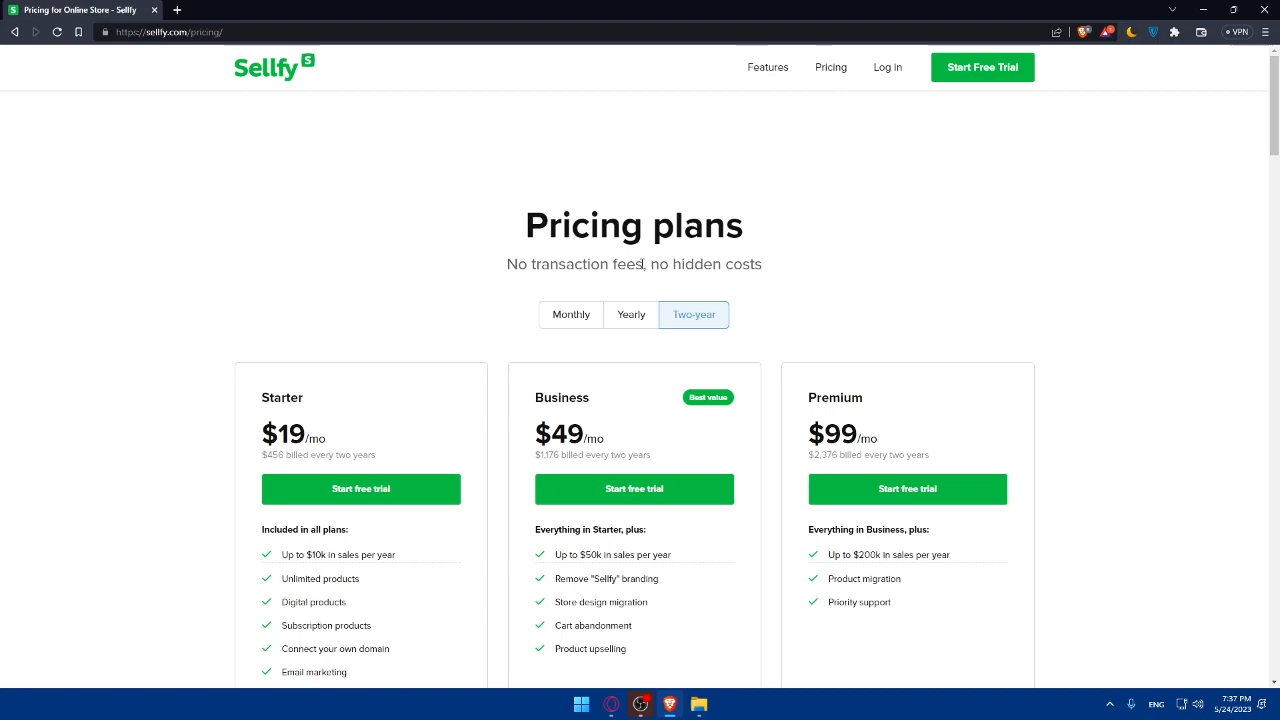 Pricing for Online Store - Sellfy
https://sellfy.com/pricing/
VPN
Sellfy S
Features
Pricing
Log In
Start Free Trial
Pricing plans
No transaction fees, no hidden costs
Monthly
Yearly
Two-year
Starter
$19/mo
$456 billed every two years
Start free trial
Included in all plans:
Up to $10k in sales per year
Unlimited products
Digital products
Subscription products
Connect your own domain
Email marketing
Business
Best value
$49/mo
$1,176 billed every two years
Start free trial
Everything in Starter, plus:
Up to $50k in sales per year
Remove "Sellfy" branding
Store design migration
Cart abandonment
Product upselling
Premium
$99/mo
$2,376 billed every two years
Start free trial
Everything in Business, plus:
Up to $200k in sales per year
Product migration
Priority support
ENG
7:37 PM
5/24/2023